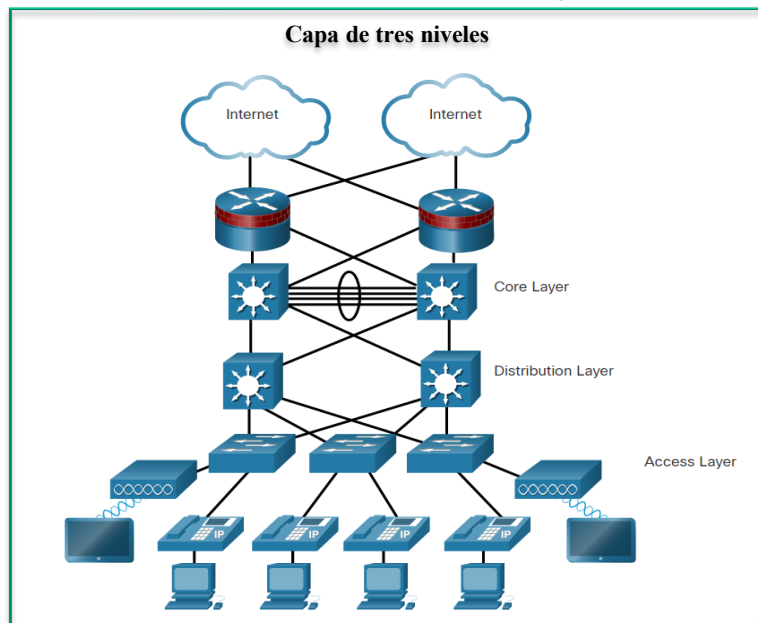 Capa de tres niveles
Internet
Internet
Core Layer
Distribution Layer
Access Layer
IP
IP
IP
IP